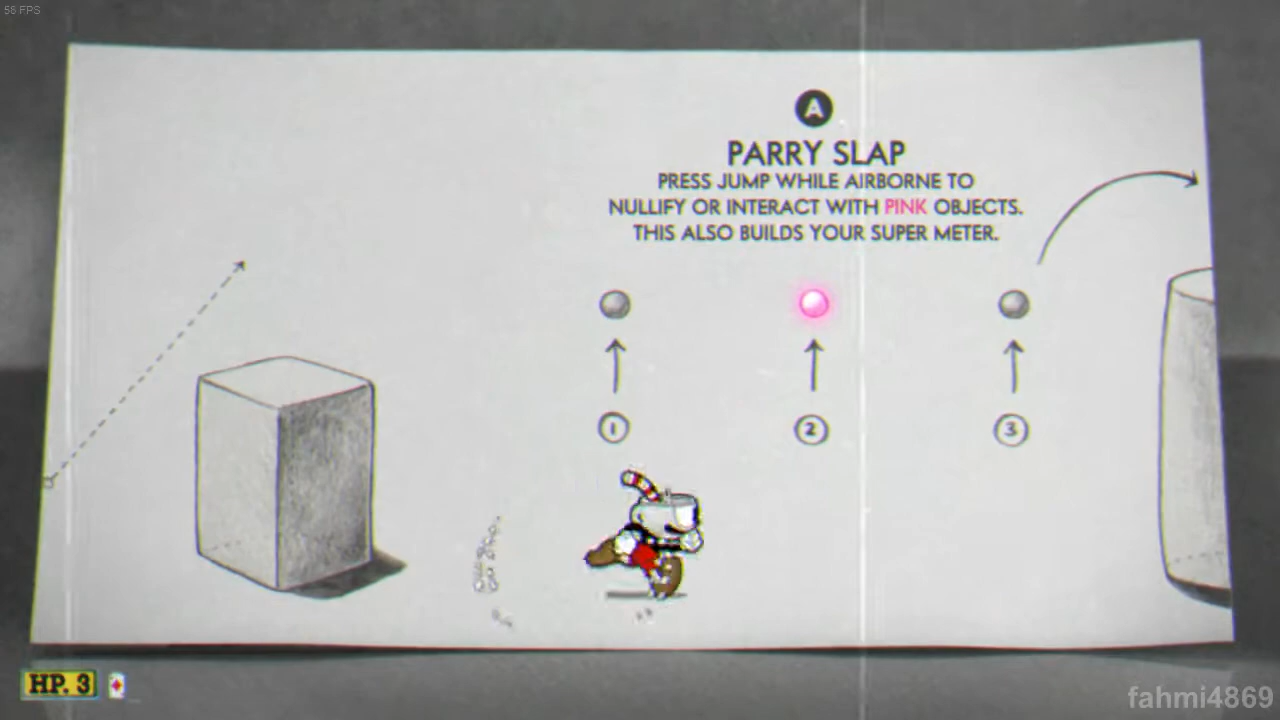 58 FPS
A
PARRY SLAP
PRESS JUMP WHILE AIRBORNE TO
NULLIFY OR INTERACT WITH PINK OBJECTS.
THIS ALSO BUILDS YOUR SUPER METER.
1 2 3
HP. 3
fahmi4869